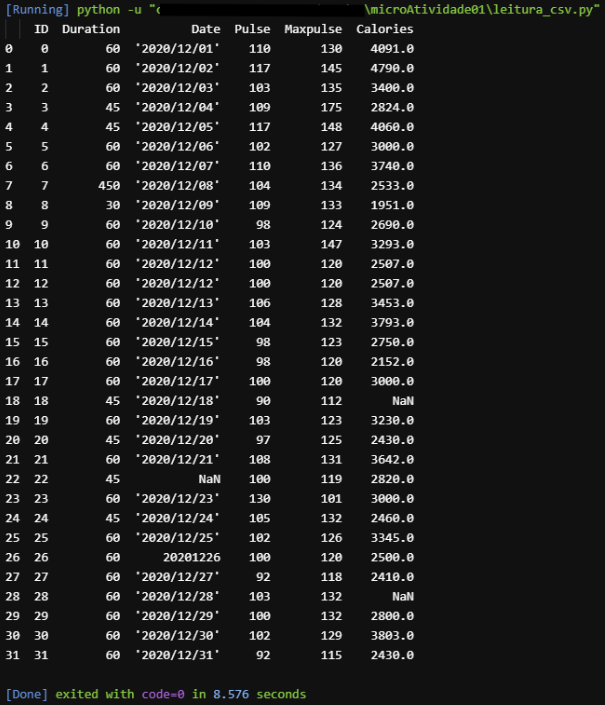 [Running] python -u "c \microAtividade01\leitura_csv.py"
ID Duration Date Pulse Maxpulse Calories
0 0 60 '2020/12/01' 110 130 4091.0
1 1 60 '2020/12/02' 117 145 4790.0
2 2 60 '2020/12/03' 103 135 3400.0
3 3 45 '2020/12/04' 109 175 2824.0
4 4 45 '2020/12/05' 117 148 4060.0
5 5 60 '2020/12/06' 102 127 3000.0
6 6 60 '2020/12/07' 110 136 3740.0
7 7 450 '2020/12/08' 104 134 2533.0
8 8 30 '2020/12/09' 109 133 1951.0
9 9 60 '2020/12/10' 98 124 2690.0
10 10 60 '2020/12/11' 103 147 3293.0
11 11 60 '2020/12/12' 100 120 2507.0
12 12 60 '2020/12/12' 100 120 2507.0
13 13 60 '2020/12/13' 106 128 3453.0
14 14 60 '2020/12/14' 104 132 3793.0
15 15 60 '2020/12/15' 98 123 2750.0
16 16 60 '2020/12/16' 98 120 2152.0
17 17 60 '2020/12/17' 100 120 3000.0
18 18 45 '2020/12/18' 90 112 NaN
19 19 60 '2020/12/19' 103 123 3230.0
20 20 45 '2020/12/20' 97 125 2430.0
21 21 60 '2020/12/21' 108 131 3642.0
22 22 45 NaN 100 119 2820.0
23 23 60 '2020/12/23' 130 101 3000.0
24 24 45 '2020/12/24' 105 132 2460.0
25 25 60 '2020/12/25' 102 126 3345.0
26 26 60 20201226 100 120 2500.0
27 27 60 '2020/12/27' 92 118 2410.0
28 28 60 '2020/12/28' 103 132 NaN
29 29 60 '2020/12/29' 100 132 2800.0
30 30 60 '2020/12/30' 102 129 3803.0
31 31 60 '2020/12/31' 92 115 2430.0
[Done] exited with code=0 in 8.576 seconds